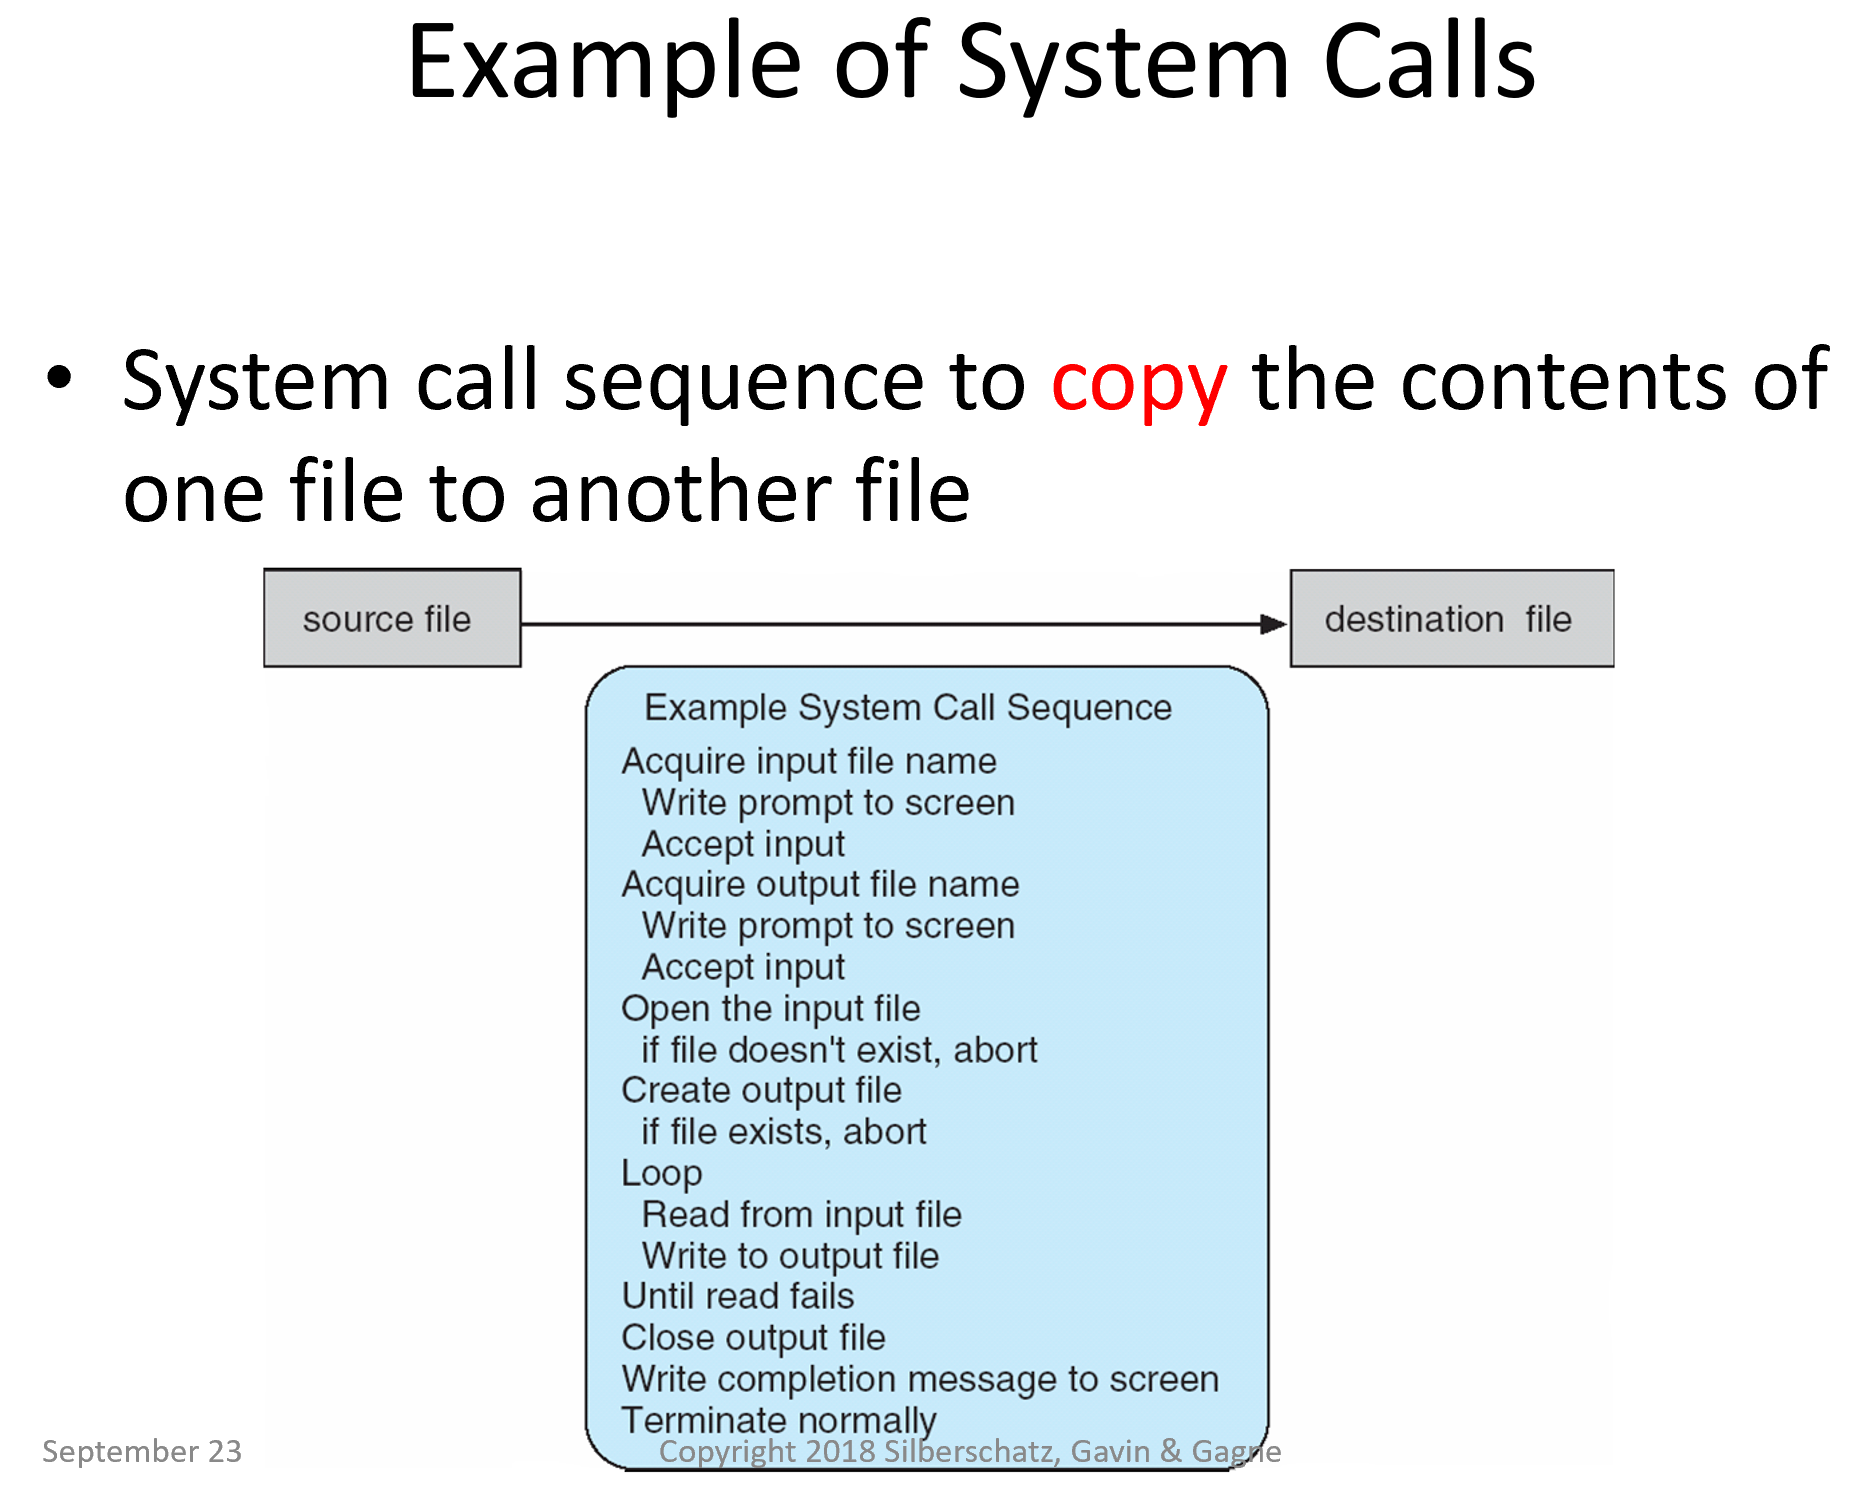 Example of System Calls
• System call sequence to copy the contents of
one file to another file
source file
destination file
Example System Call Sequence
Acquire input file name
Write prompt to screen
Accept input
Acquire output file name
Write prompt to screen
Accept input
Open the input file
if file doesn't exist, abort
Create output file
if file exists, abort
Loop
Read from input file
Write to output file
Until read fails
Close output file
Write completion message to screen
Terminate normally
September 23
Copyright 2018 Silberschatz, Gavin & Gagne